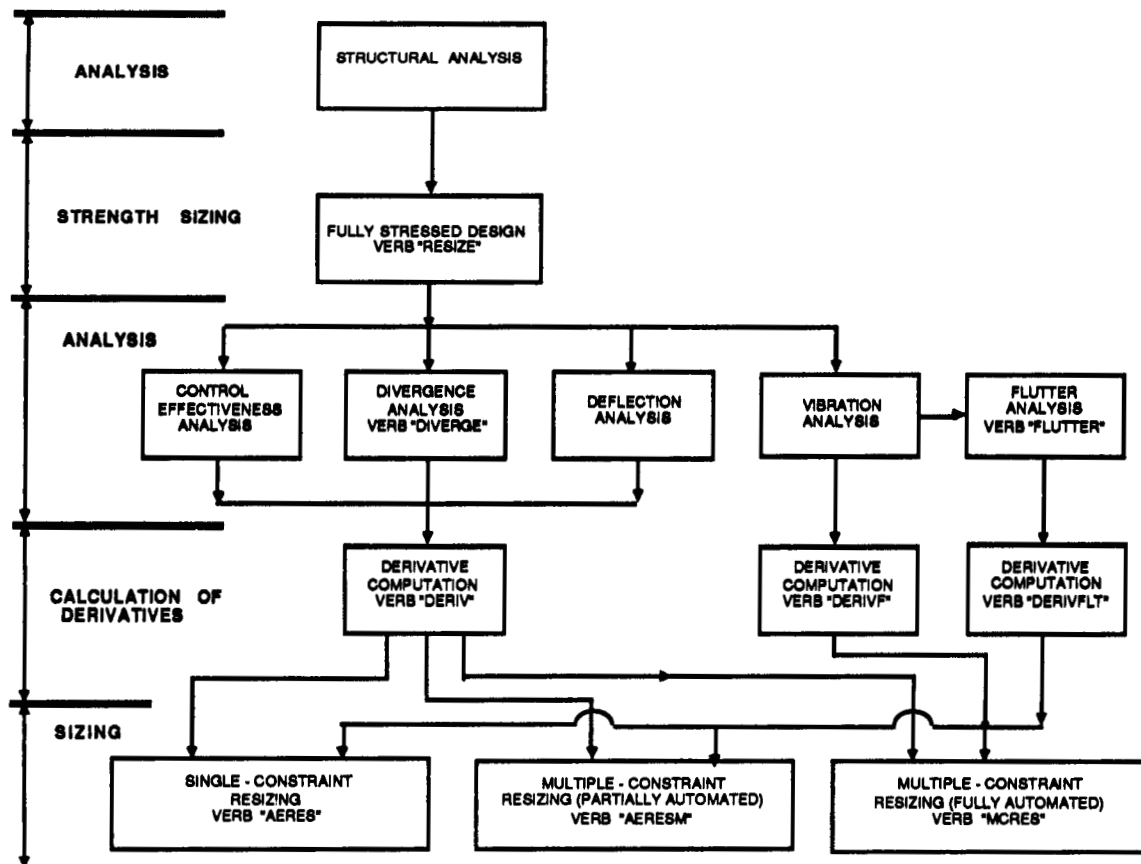 ANALYSIS
STRUCTURAL ANALYSIS
STRENGTH SIZING
FULLY STRESSED DESIGN
VERB "RESIZE"
ANALYSIS
CONTROL
EFFECTIVENESS
ANALYSIS
DIVERGENCE
ANALYSIS
VERB "DIVERGE"
DEFLECTION
ANALYSIS
VIBRATION
ANALYSIS
FLUTTER
ANALYSIS
VERB "FLUTTER"
CALCULATION OF
DERIVATIVES
DERIVATIVE
COMPUTATION
VERB "DERIV"
DERIVATIVE
COMPUTATION
VERB "DERIVF"
DERIVATIVE
COMPUTATION
VERB "DERIVFLT"
SIZING
SINGLE - CONSTRAINT
RESIZING
VERB "AERES"
MULTIPLE - CONSTRAINT
RESIZING (PARTIALLY AUTOMATED)
VERB "AERESM"
MULTIPLE - CONSTRAINT
RESIZING (FULLY AUTOMATED)
VERB "MCRES"